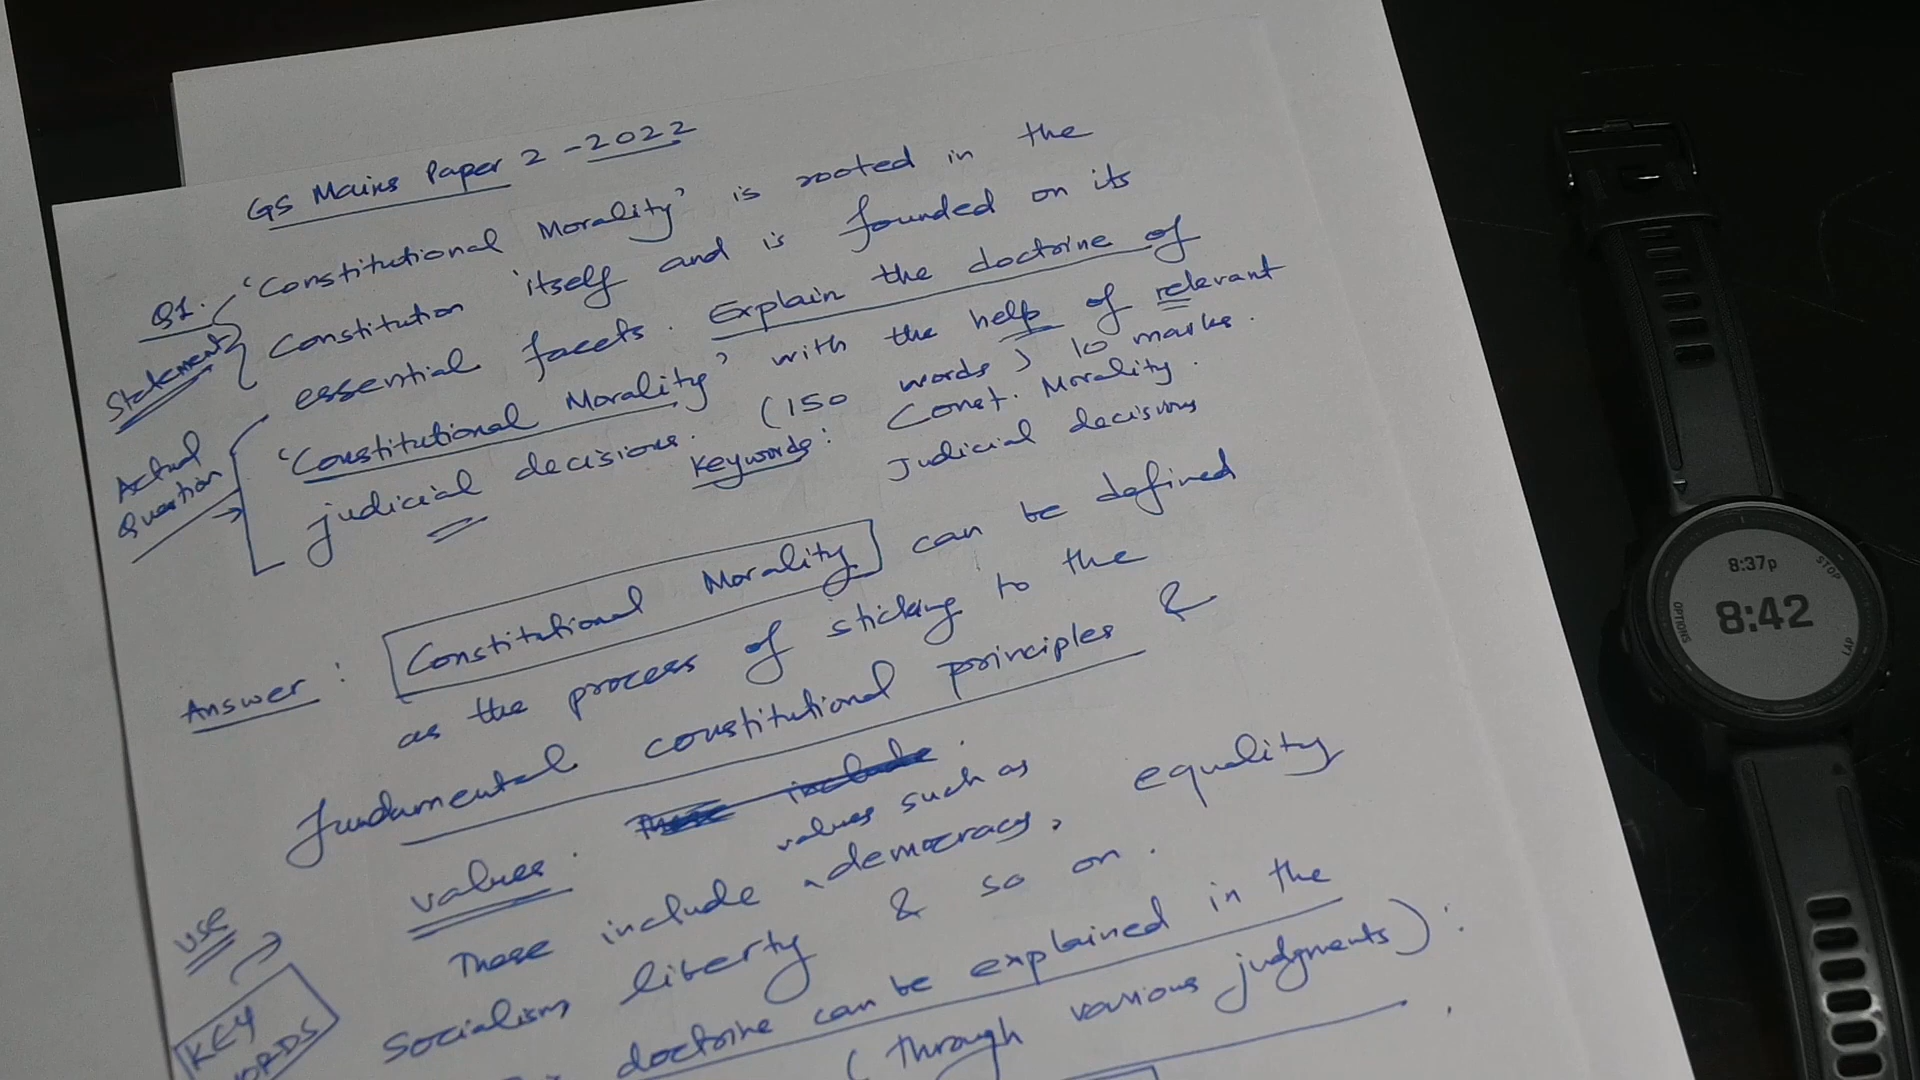 GS Mains Paper 2 - 2022
Q1. 'Constitutional Morality' is rooted in the
Constitution itself and is founded on its
essential facets. Explain the doctrine of
'Constitutional Morality' with the help of relevant
judicial decisions. (150 words) 10 marks.
Statement
Actual
Question
Keywords: Const. Morality.
Judicial decisions
Answer: Constitutional Morality can be defined
as the process of sticking to the
fundamental constitutional principles &
values. These include
These include values such as democracy, equality
Socialism liberty & so on.
doctrine can be explained in the
(through various judgments):
USE
KEY
WORDS
8:37p
STOP
8:42
OPTIONS
LAP